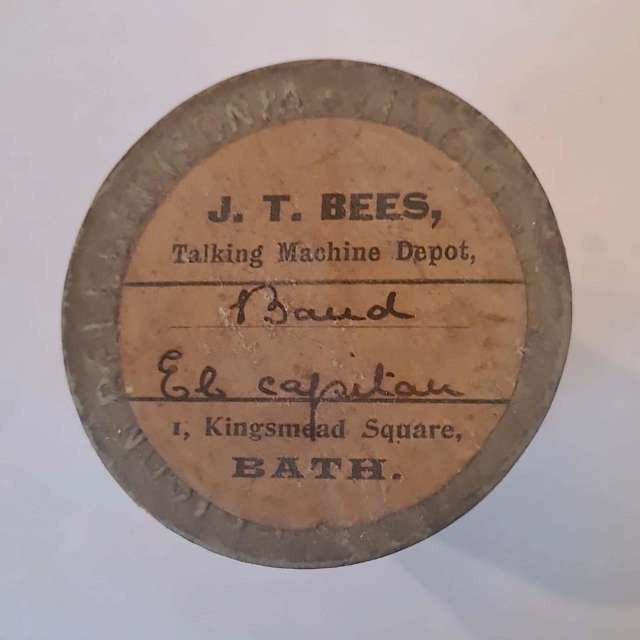 J. T. BEES,
Talking Machine Depot,
Band
El capitan
1, Kingsmead Square,
BATH.